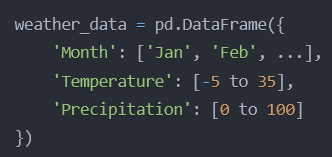 weather_data = pd.DataFrame({
    'Month': ['Jan', 'Feb', ...],
    'Temperature': [-5 to 35],
    'Precipitation': [0 to 100]
})